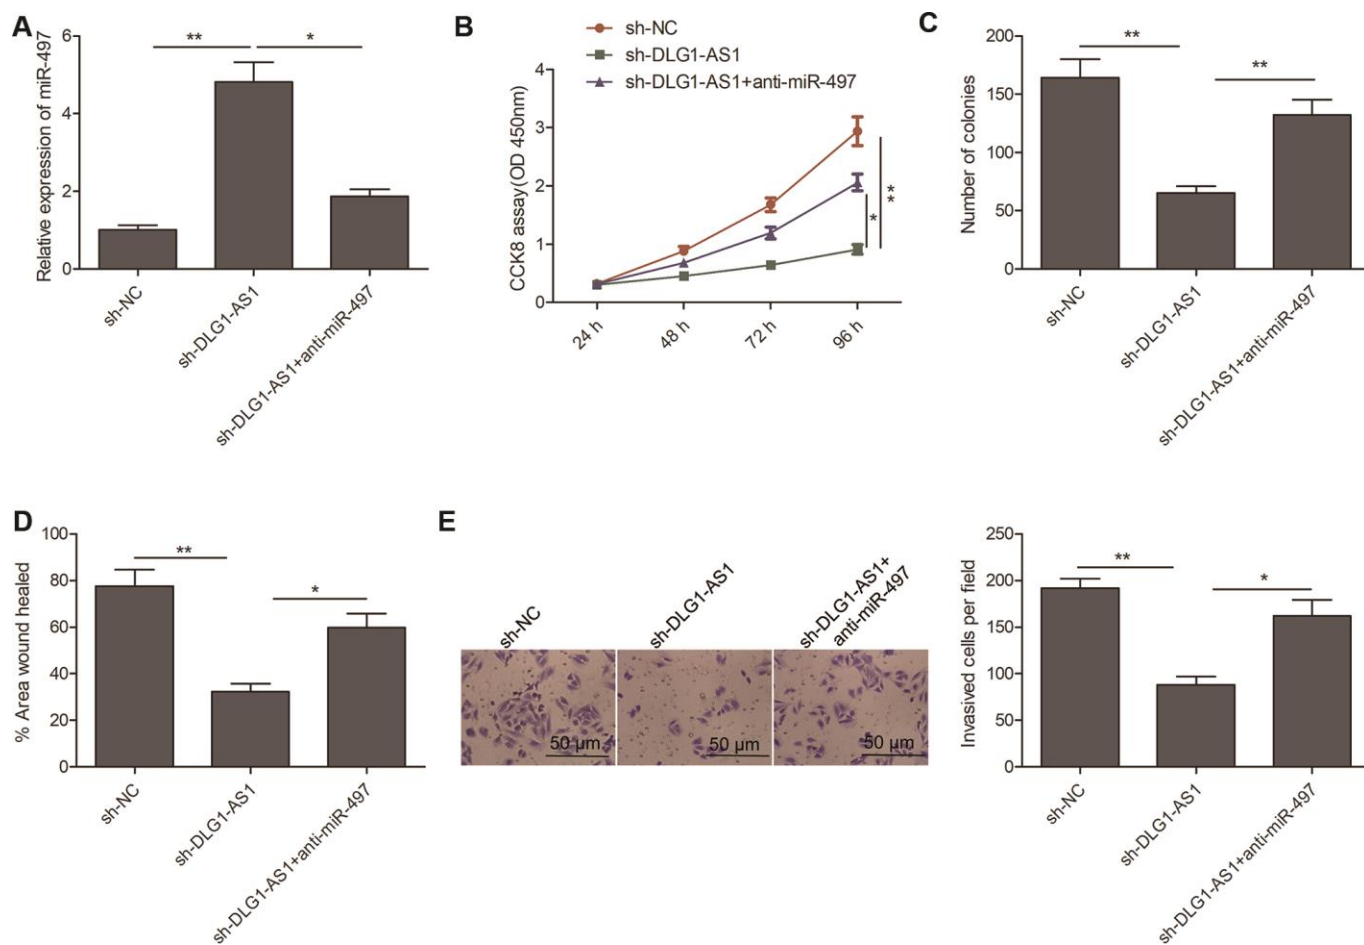 A
Relative expression of miR-497
6
4
2
0
**
*
sh-NC
sh-DLG1-AS1
sh-DLG1-AS1+anti-miR-497
B
sh-NC
sh-DLG1-AS1
sh-DLG1-AS1+anti-miR-497
CCK8 assay(OD 450nm)
4
3
2
1
0
*
**
24 h
48 h
72 h
96 h
C
Number of colonies
200
150
100
50
0
**
**
sh-NC
sh-DLG1-AS1
sh-DLG1-AS1+anti-miR-497
D
% Area wound healed
100
80
60
40
20
0
**
*
sh-NC
sh-DLG1-AS1
sh-DLG1-AS1+anti-miR-497
E
sh-NC
sh-DLG1-AS1
sh-DLG1-AS1+
anti-miR-497
50 μm
50 μm
50 μm
Invasived cells per field
250
200
150
100
50
0
**
*
sh-NC
sh-DLG1-AS1
sh-DLG1-AS1+anti-miR-497